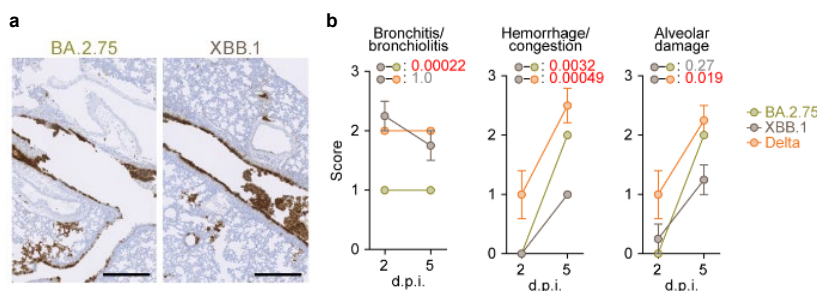 a
BA.2.75
XBB.1
b
Bronchitis/
bronchiolitis
: 0.00022
: 1.0
Score
3
2
1
0
2
5
d.p.i.
Hemorrhage/
congestion
: 0.0032
: 0.00049
3
2
1
0
2
5
d.p.i.
Alveolar
damage
: 0.27
: 0.019
3
2
1
0
2
5
d.p.i.
BA.2.75
XBB.1
Delta